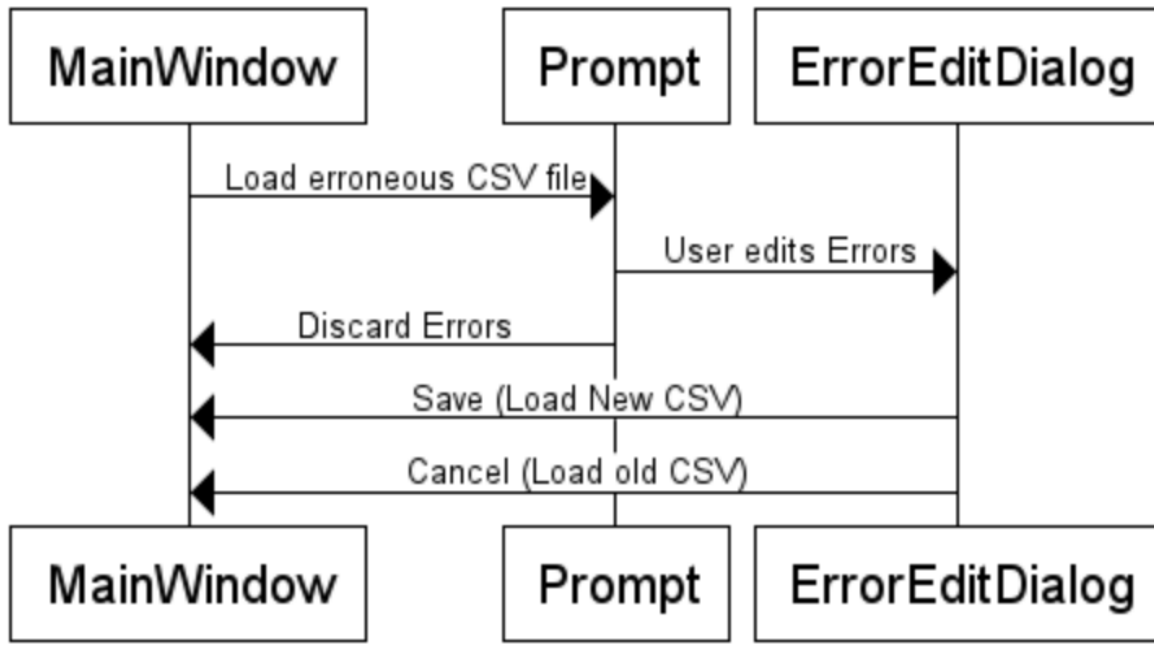 MainWindow
Prompt
ErrorEditDialog
Load erroneous CSV file
User edits Errors
Discard Errors
Save (Load New CSV)
Cancel (Load old CSV)
MainWindow
Prompt
ErrorEditDialog